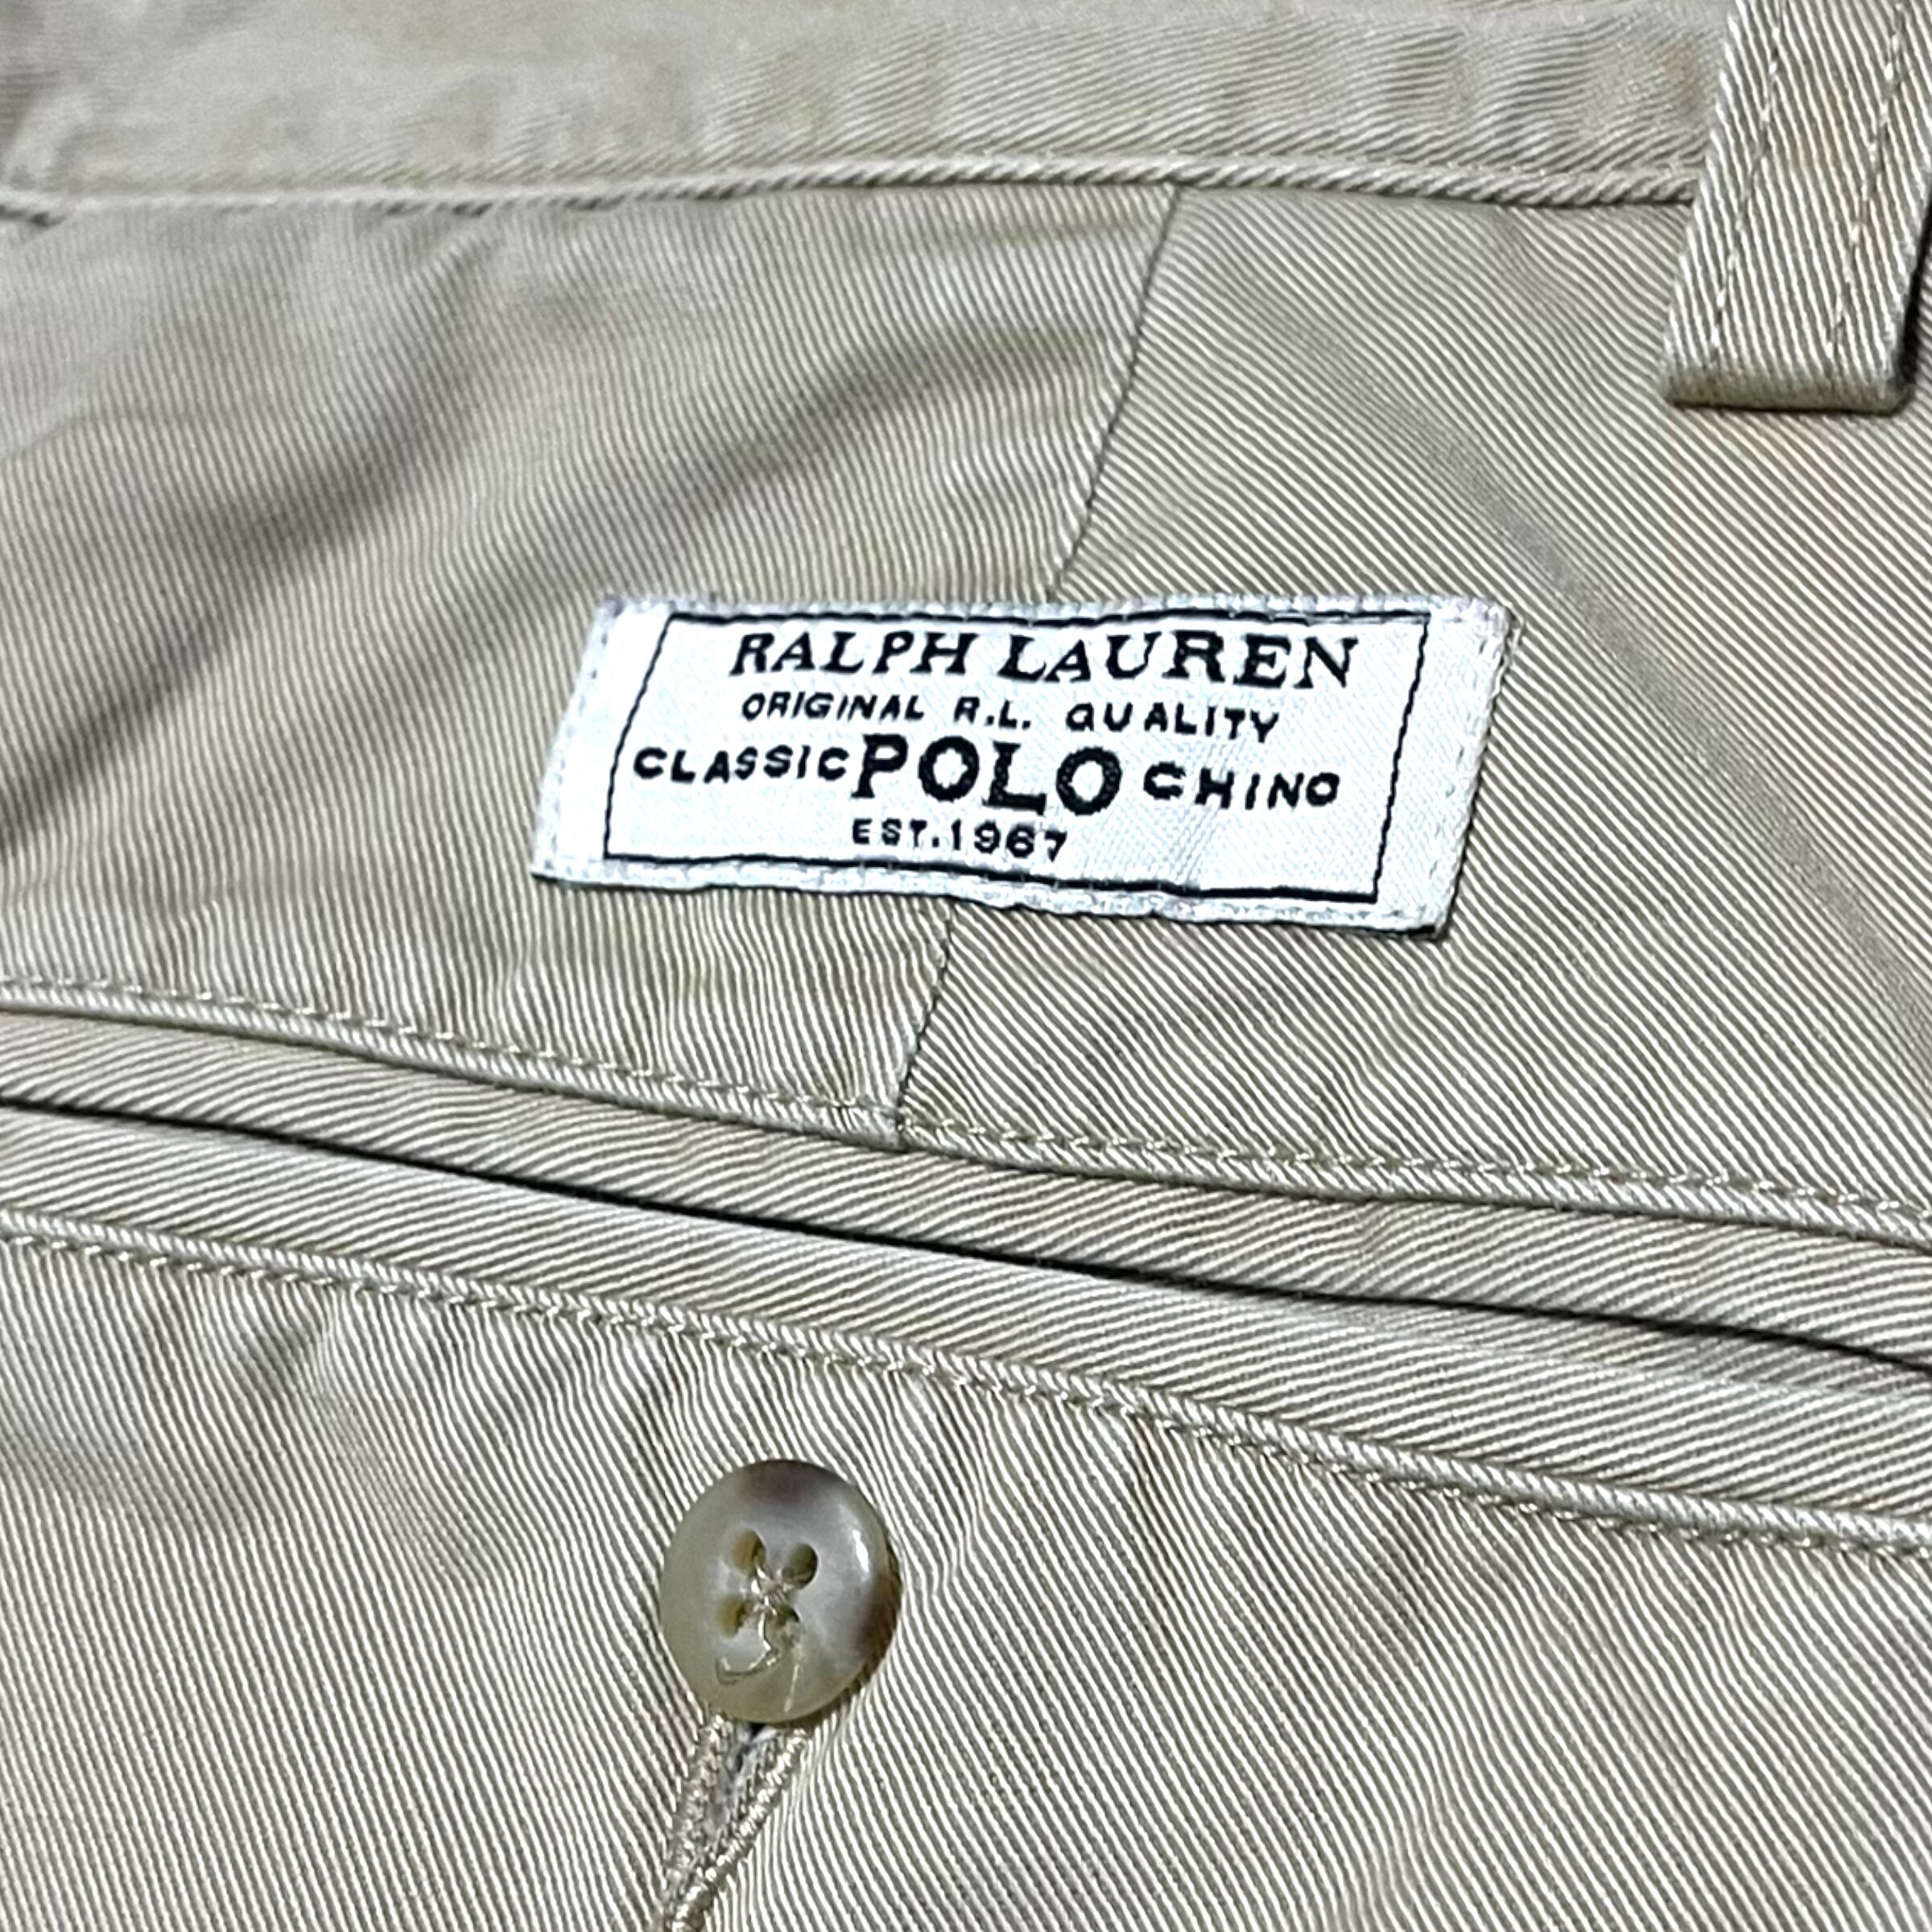 RALPH LAUREN
ORIGINAL R.L. QUALITY
CLASSIC POLO CHINO
EST. 1967